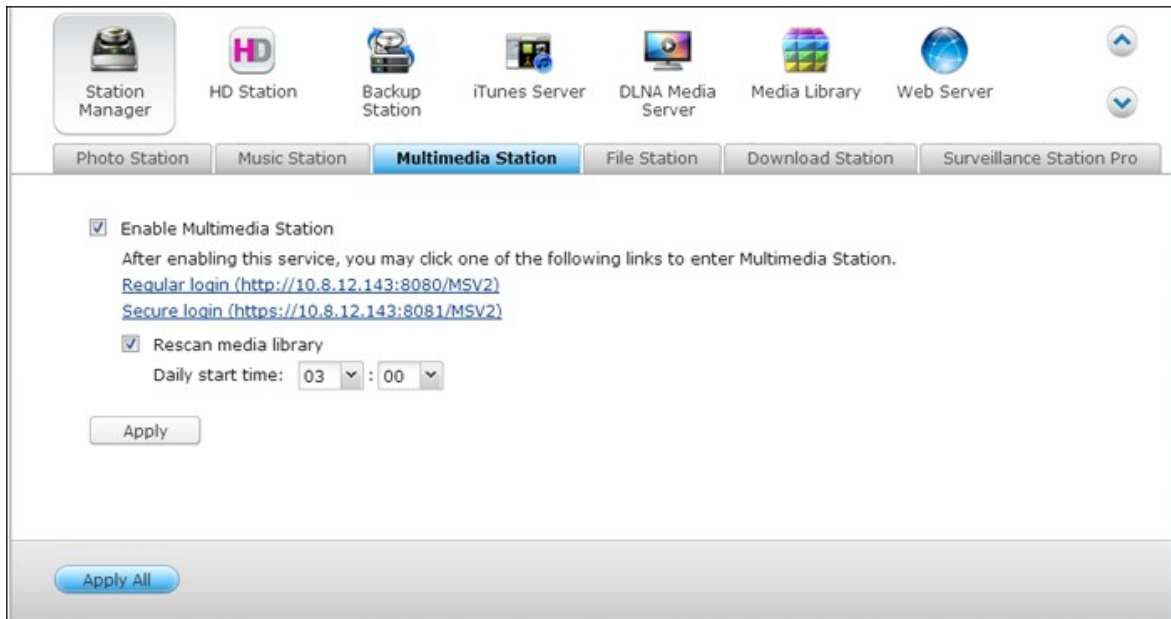 HD
Station Manager
HD Station
Backup Station
iTunes Server
DLNA Media Server
Media Library
Web Server
Photo Station
Music Station
Multimedia Station
File Station
Download Station
Surveillance Station Pro
Enable Multimedia Station
After enabling this service, you may click one of the following links to enter Multimedia Station.
Regular login (http://10.8.12.143:8080/MSV2)
Secure login (https://10.8.12.143:8081/MSV2)
Rescan media library
Daily start time: 03 : 00
Apply
Apply All